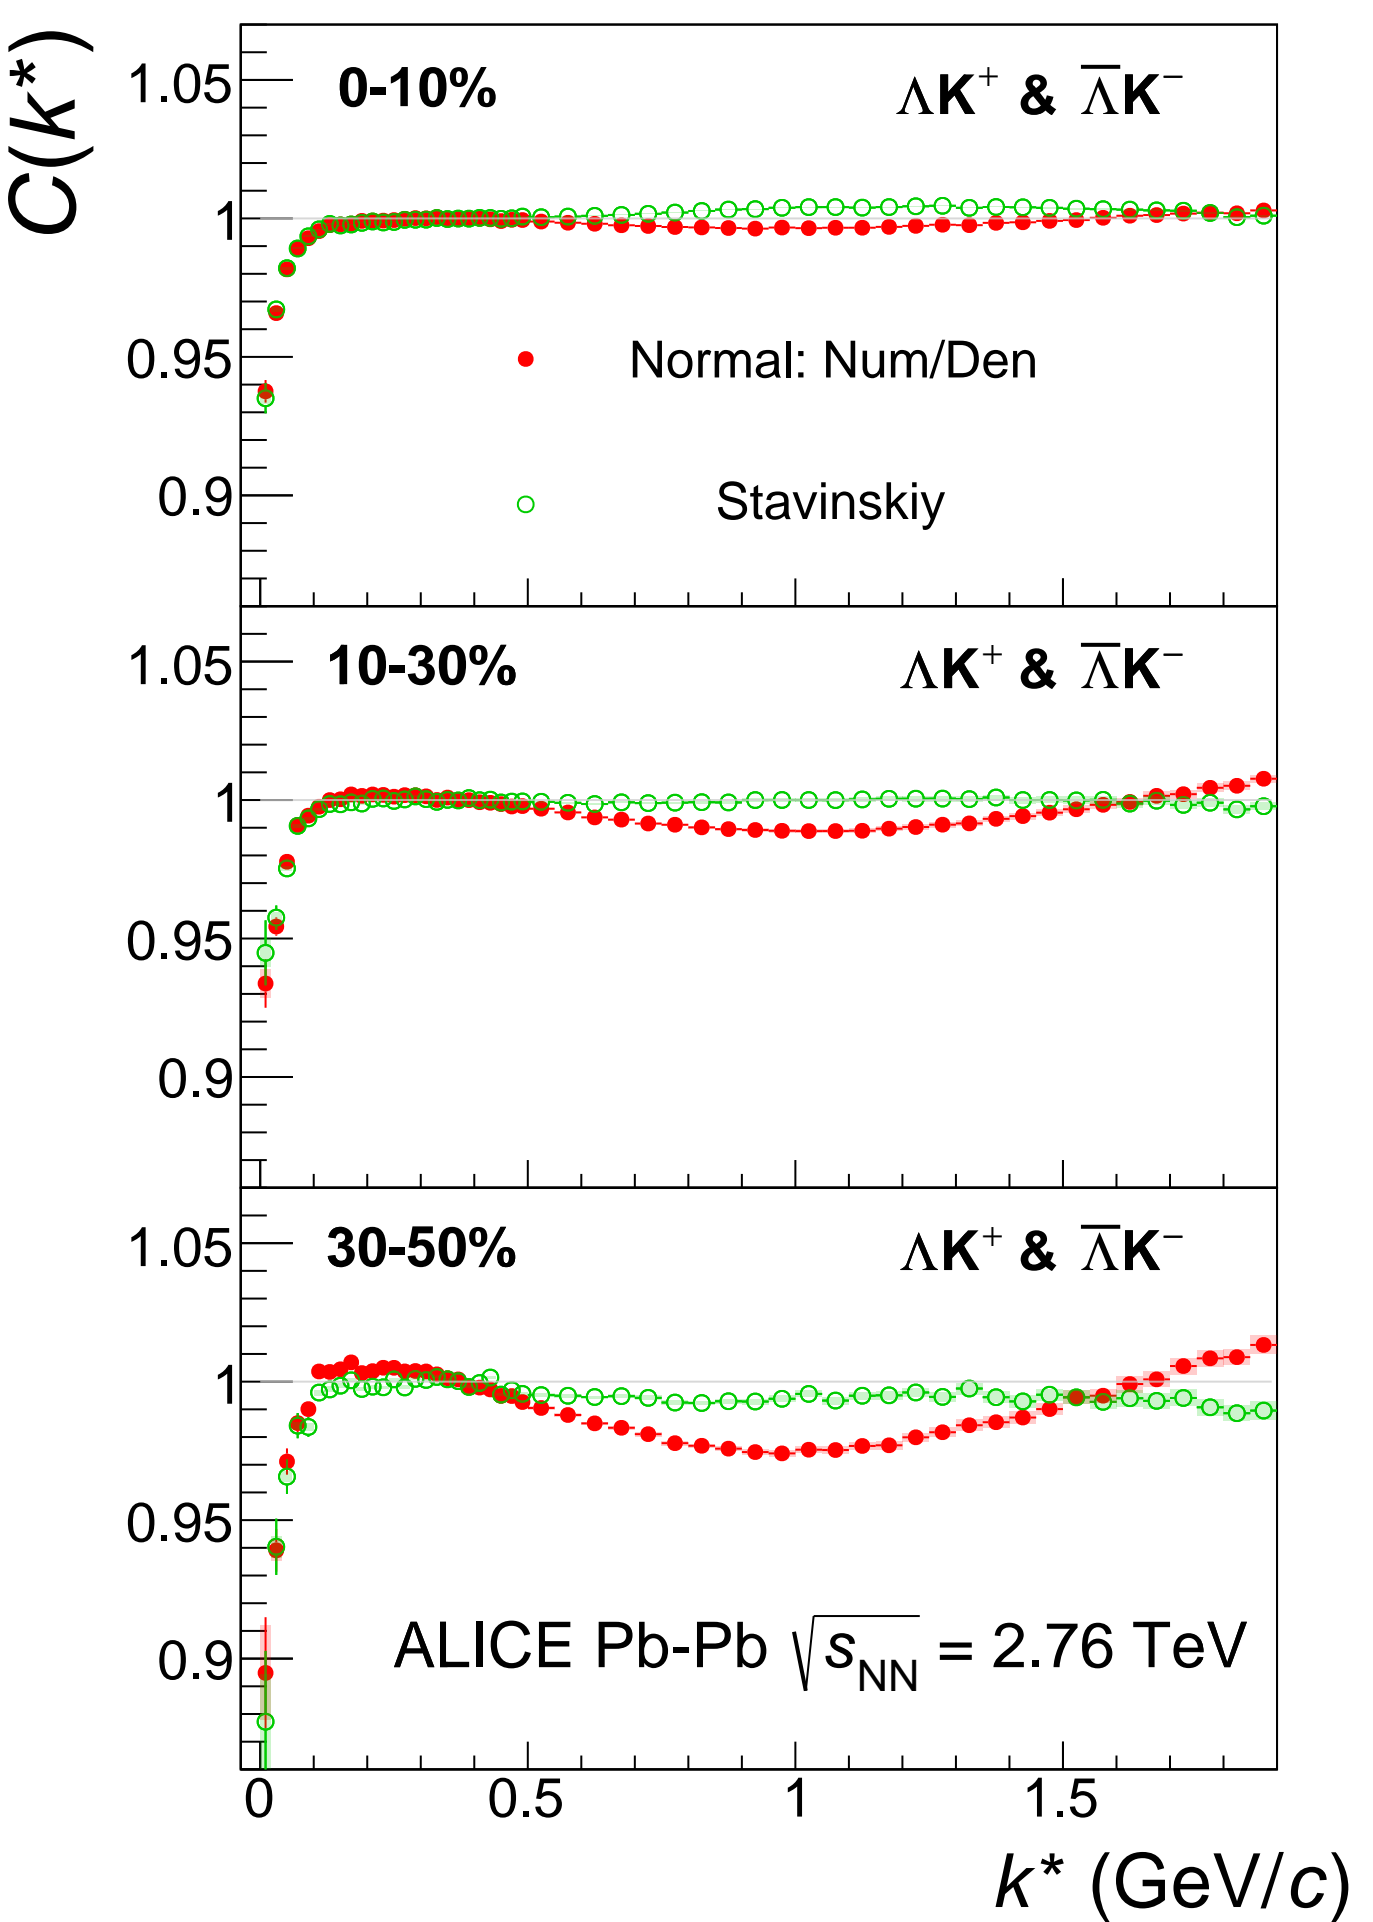 C(k*)
0-10%
ΛK⁺ & Λ̅K⁻
1.05
1
Normal: Num/Den
0.95
Stavinskiy
0.9
10-30%
ΛK⁺ & Λ̅K⁻
1.05
1
0.95
0.9
30-50%
ΛK⁺ & Λ̅K⁻
1.05
1
0.95
0.9
ALICE Pb-Pb √sNN = 2.76 TeV
0 0.5 1 1.5
k* (GeV/c)